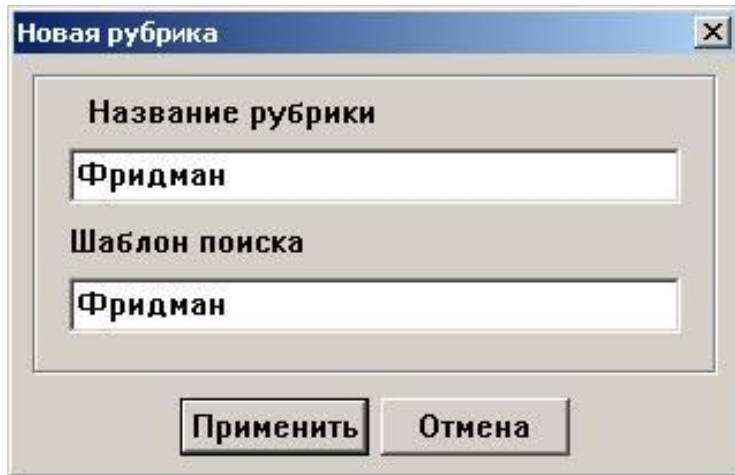 Новая рубрика
Название рубрики
Фридман
Шаблон поиска
Фридман
Применить Отмена